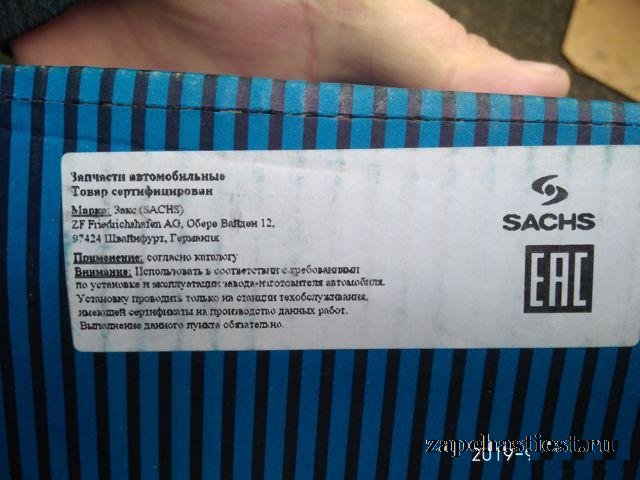 Запчасти автомобильные
Товар сертифицирован
Марка: Закс (SACHS)
ZF Friedrichshafen AG, Обере Вайден 12,
97424 Швайнфурт, Германия
Применение: согласно каталогу
Внимание: Использовать в соответствии с требованиями
по установке и эксплуатации завода-изготовителя автомобиля.
Установку проводить только на станции техобслуживания,
имеющей сертификаты на производство данных работ.
Выполнение данного пункта обязательно.
SACHS
EAC
zapchastiest.ru
2019-9